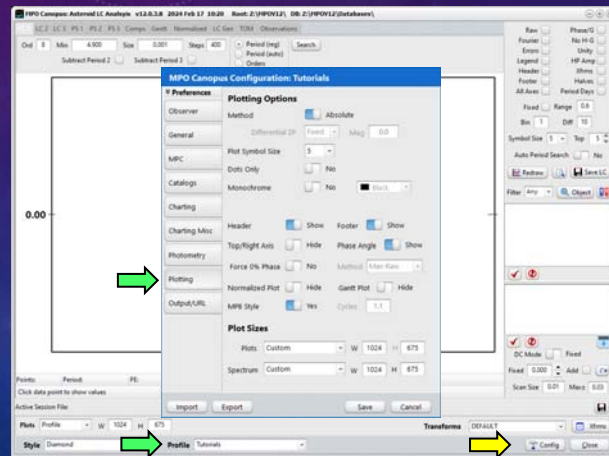 MPO Canopus: Asteroid LC Analysis v12.0.3.8 2024 Feb 17 10:20 Root: Z:\MPOV12\ DB: Z:\MPOV12\Databases\
LC 2 LC 3 PS 1 PS 2 PS 5 Comps Gantt Normalized LC Gen TOM Observations
Ord 8 Min 4.900 Size 0.001 Steps 400 Period (mg) Search
Period (auto)
Subtract Period 2 Subtract Period 3 Orders
Raw Phase/G
Fourier No H-G
Errors Unity
Legend HF Amp
Header Xfrms
Footer Halves
All Axes Period Days
Fixed Range 0.6
Bin 1 Diff 10
Symbol Size 5 Top 5
Auto Period Search No
Redraw Save LC
Filter Any Object
0.00
MPO Canopus Configuration: Tutorials
Preferences
Observer
General
MPC
Catalogs
Charting
Charting Misc
Photometry
Plotting
Output/URL
Plotting Options
Method Absolute
Differential ZP Fixed Mag 0.0
Plot Symbol Size 5
Dots Only No
Monochrome No Black
Header Show Footer Show
Top/Right Axis Hide Phase Angle Show
Force 0% Phase No Method Max Raw
Normalized Plot Hide Gantt Plot Hide
MPB Style Yes Cycles 1.1
Plot Sizes
Plots Custom W 1024 H 675
Spectrum Custom W 1024 H 675
Import Export Save Cancel
DC Mode Fixed
Fixed 0.000 Add
Scan Size 0.01 Merz 0.03
Points: Period: PE:
Click data point to show values
Active Session File:
Plots Profile W 1024 H 675 Transforms DEFAULT Xfrms
Style Diamond Profile Tutorials Config Close